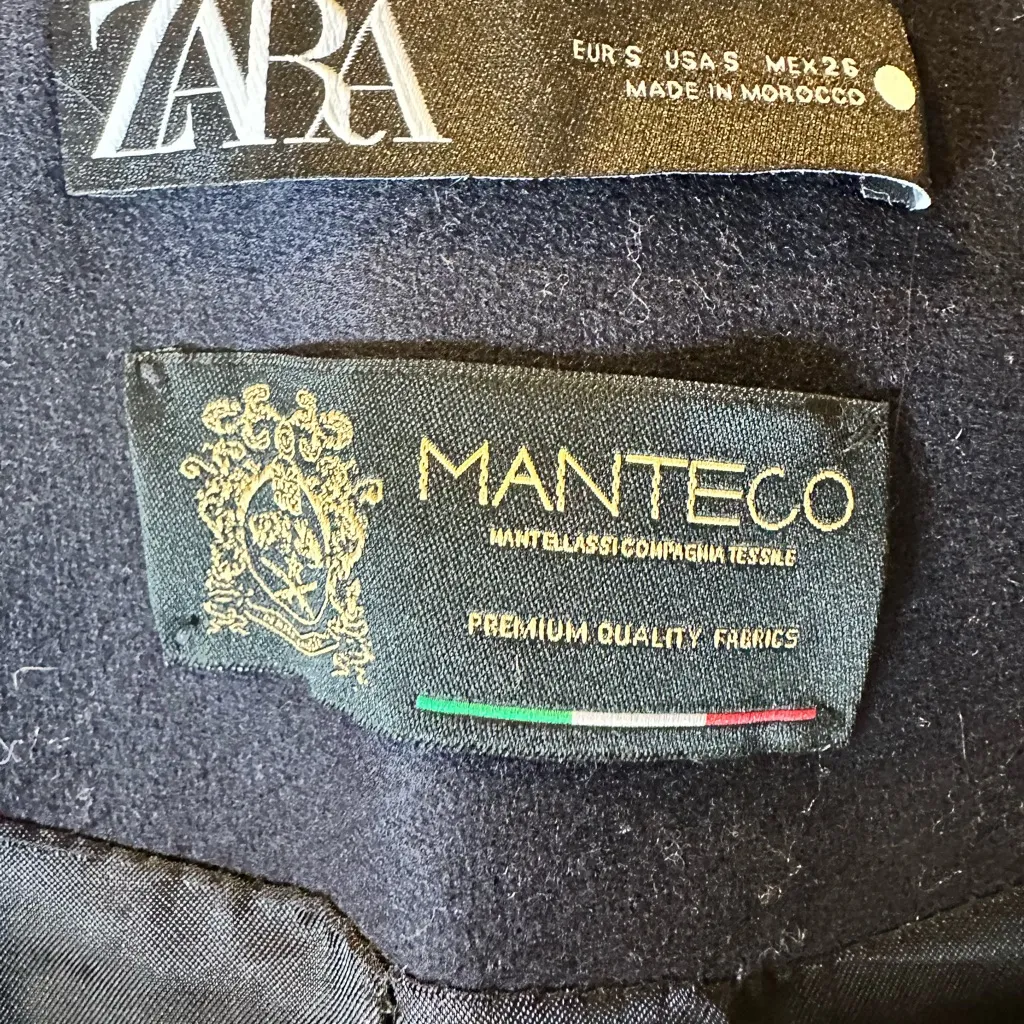 ZARA
EUR S USA S MEX 26
MADE IN MOROCCO
MANTECO
MANTELLASSI COMPAGNIA TESSILE
PREMIUM QUALITY FABRICS